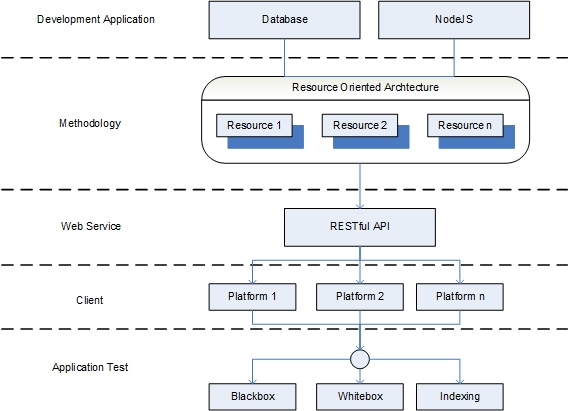 Development Application
Database
NodeJS
Resource Oriented Archtecture
Methodology
Resource 1
Resource 2
Resource n
Web Service
RESTful API
Client
Platform 1
Platform 2
Platform n
Application Test
Blackbox
Whitebox
Indexing